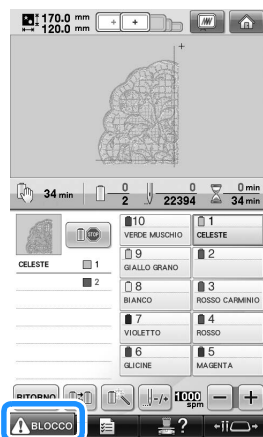 170.0 mm
120.0 mm
34 min
0
2
0
22394
0 min
34 min
10
VERDE MUSCHIO
1
CELESTE
9
GIALLO GRANO
2
8
BIANCO
3
ROSSO CARMINIO
7
VIOLETTO
4
ROSSO
6
GLICINE
5
MAGENTA
STOP
CELESTE 1
2
RITORNO
-/+
1000
spm
- +
BLOCCO
?